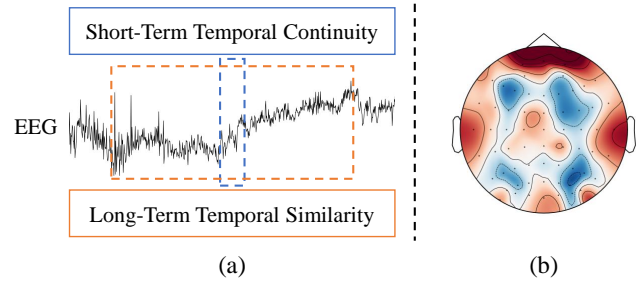 Short-Term Temporal Continuity
EEG
Long-Term Temporal Similarity
(a)
(b)